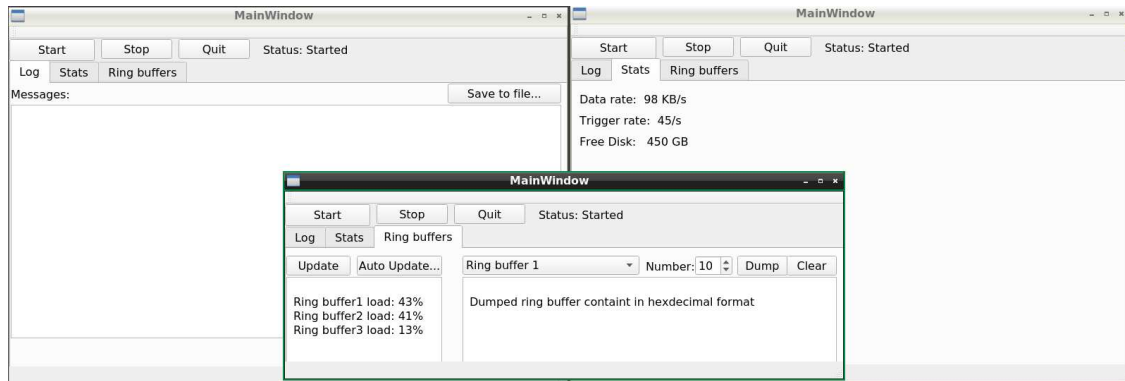 MainWindow
Start Stop Quit Status: Started
Log Stats Ring buffers
Messages: Save to file...
MainWindow
Start Stop Quit Status: Started
Log Stats Ring buffers
Data rate: 98 KB/s
Trigger rate: 45/s
Free Disk: 450 GB
MainWindow
Start Stop Quit Status: Started
Log Stats Ring buffers
Update Auto Update... Ring buffer 1 Number: 10 Dump Clear
Ring buffer1 load: 43%
Ring buffer2 load: 41%
Ring buffer3 load: 13%
Dumped ring buffer containt in hexdecimal format